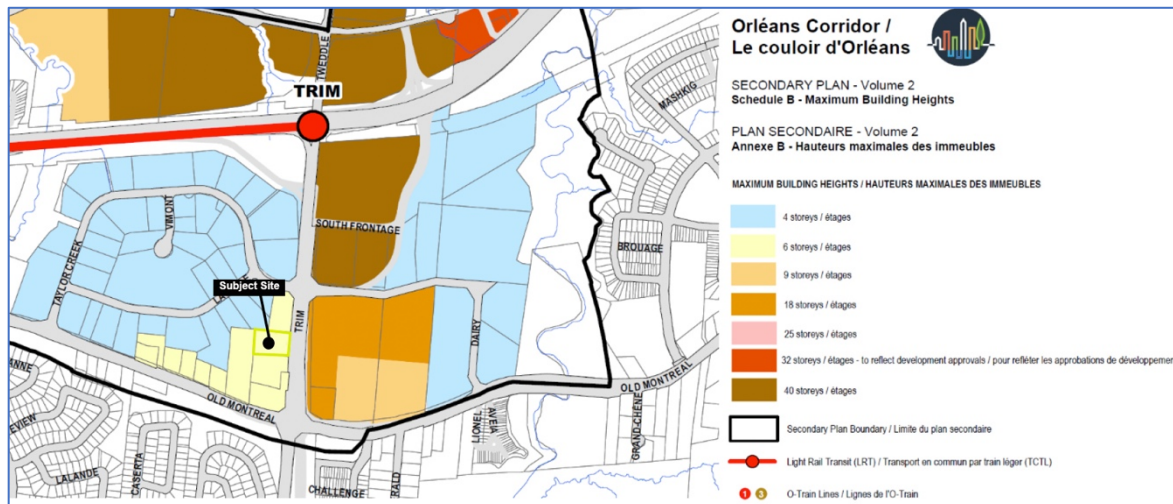 TWEDDLE
TRIM
SOUTH FRONTAGE
VIMONT
TAYLOR CREEK
Subject Site
TRIM
DAIRY
OLD MONTREAL
OLD MONTREAL
LALANDE
CASERTA
CHALLENGE
LIONEL
AVEIA
GRAND-CHÊNE
BROUAGE
MASHKIG
Orléans Corridor /
Le couloir d'Orléans
SECONDARY PLAN - Volume 2
Schedule B - Maximum Building Heights
PLAN SECONDAIRE - Volume 2
Annexe B - Hauteurs maximales des immeubles
MAXIMUM BUILDING HEIGHTS / HAUTEURS MAXIMALES DES IMMEUBLES
4 storeys / étages
6 storeys / étages
9 storeys / étages
18 storeys / étages
25 storeys / étages
32 storeys / étages - to reflect development approvals / pour refléter les approbations de développement
40 storeys / étages
Secondary Plan Boundary / Limite du plan secondaire
Light Rail Transit (LRT) / Transport en commun par train léger (TCTL)
1 3 O-Train Lines / Lignes de l'O-Train